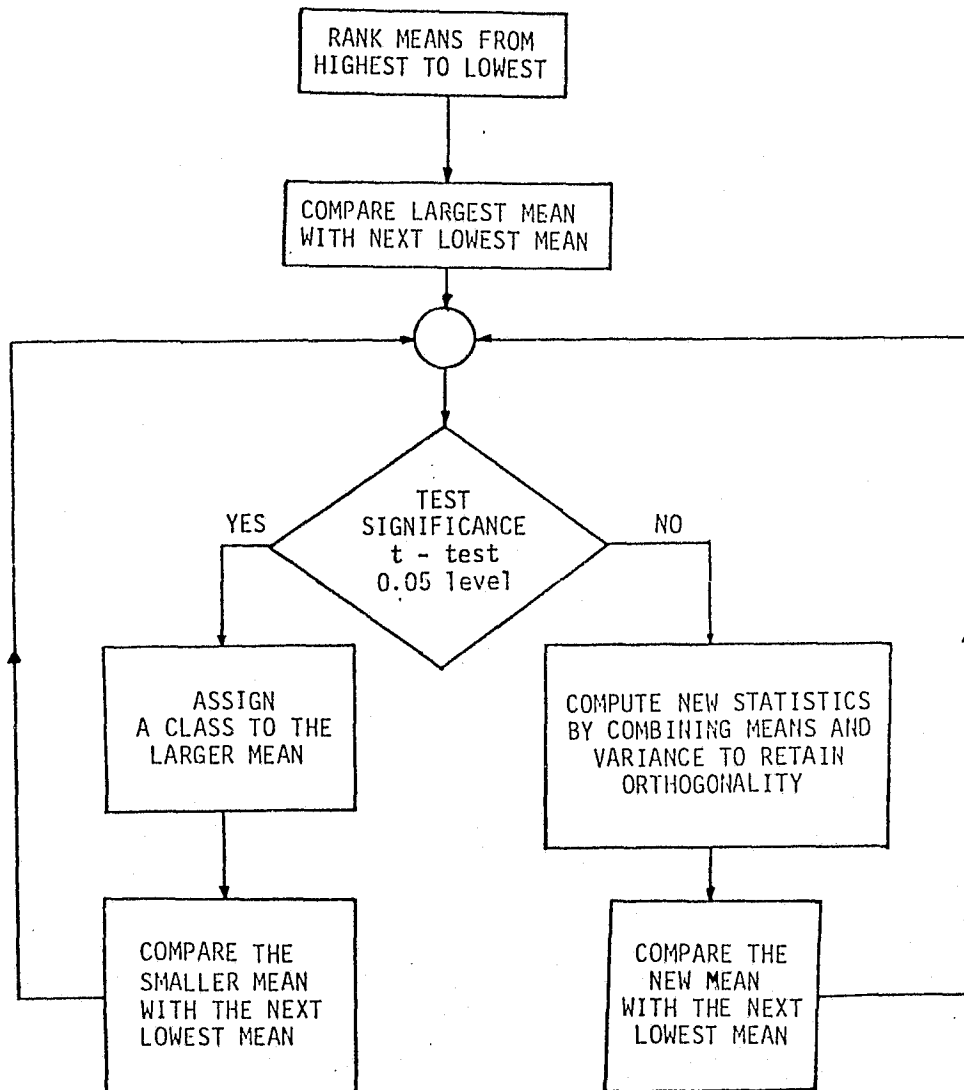 RANK MEANS FROM
HIGHEST TO LOWEST
COMPARE LARGEST MEAN
WITH NEXT LOWEST MEAN
TEST
SIGNIFICANCE
t - test
0.05 level
YES
NO
ASSIGN
A CLASS TO THE
LARGER MEAN
COMPUTE NEW STATISTICS
BY COMBINING MEANS AND
VARIANCE TO RETAIN
ORTHOGONALITY
COMPARE THE
SMALLER MEAN
WITH THE NEXT
LOWEST MEAN
COMPARE THE
NEW MEAN
WITH THE NEXT
LOWEST MEAN